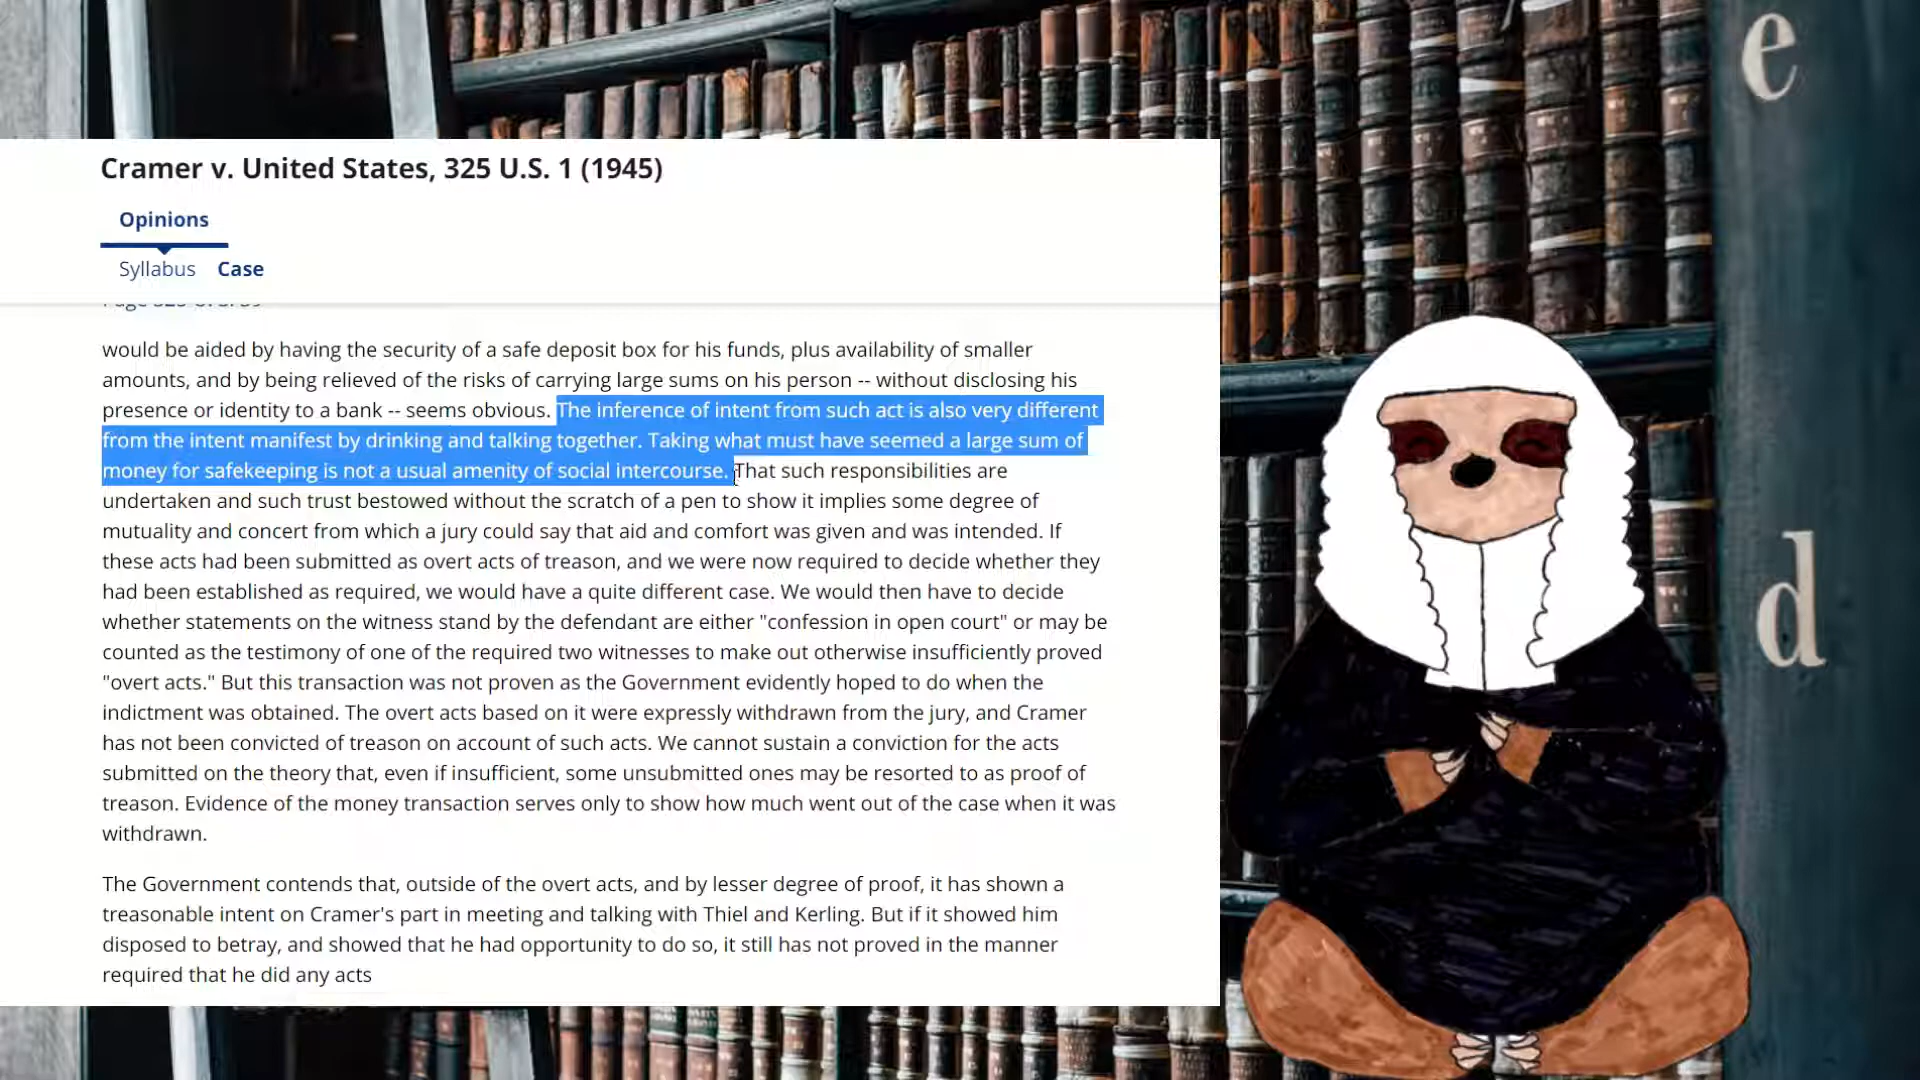 e
Cramer v. United States, 325 U.S. 1 (1945)
Opinions
Syllabus Case
would be aided by having the security of a safe deposit box for his funds, plus availability of smaller
amounts, and by being relieved of the risks of carrying large sums on his person -- without disclosing his
presence or identity to a bank -- seems obvious. The inference of intent from such act is also very different
from the intent manifest by drinking and talking together. Taking what must have seemed a large sum of
money for safekeeping is not a usual amenity of social intercourse. That such responsibilities are
undertaken and such trust bestowed without the scratch of a pen to show it implies some degree of
mutuality and concert from which a jury could say that aid and comfort was given and was intended. If
these acts had been submitted as overt acts of treason, and we were now required to decide whether they
had been established as required, we would have a quite different case. We would then have to decide
whether statements on the witness stand by the defendant are either "confession in open court" or may be
counted as the testimony of one of the required two witnesses to make out otherwise insufficiently proved
"overt acts." But this transaction was not proven as the Government evidently hoped to do when the
indictment was obtained. The overt acts based on it were expressly withdrawn from the jury, and Cramer
has not been convicted of treason on account of such acts. We cannot sustain a conviction for the acts
submitted on the theory that, even if insufficient, some unsubmitted ones may be resorted to as proof of
treason. Evidence of the money transaction serves only to show how much went out of the case when it was
withdrawn.
The Government contends that, outside of the overt acts, and by lesser degree of proof, it has shown a
treasonable intent on Cramer's part in meeting and talking with Thiel and Kerling. But if it showed him
disposed to betray, and showed that he had opportunity to do so, it still has not proved in the manner
required that he did any acts
d